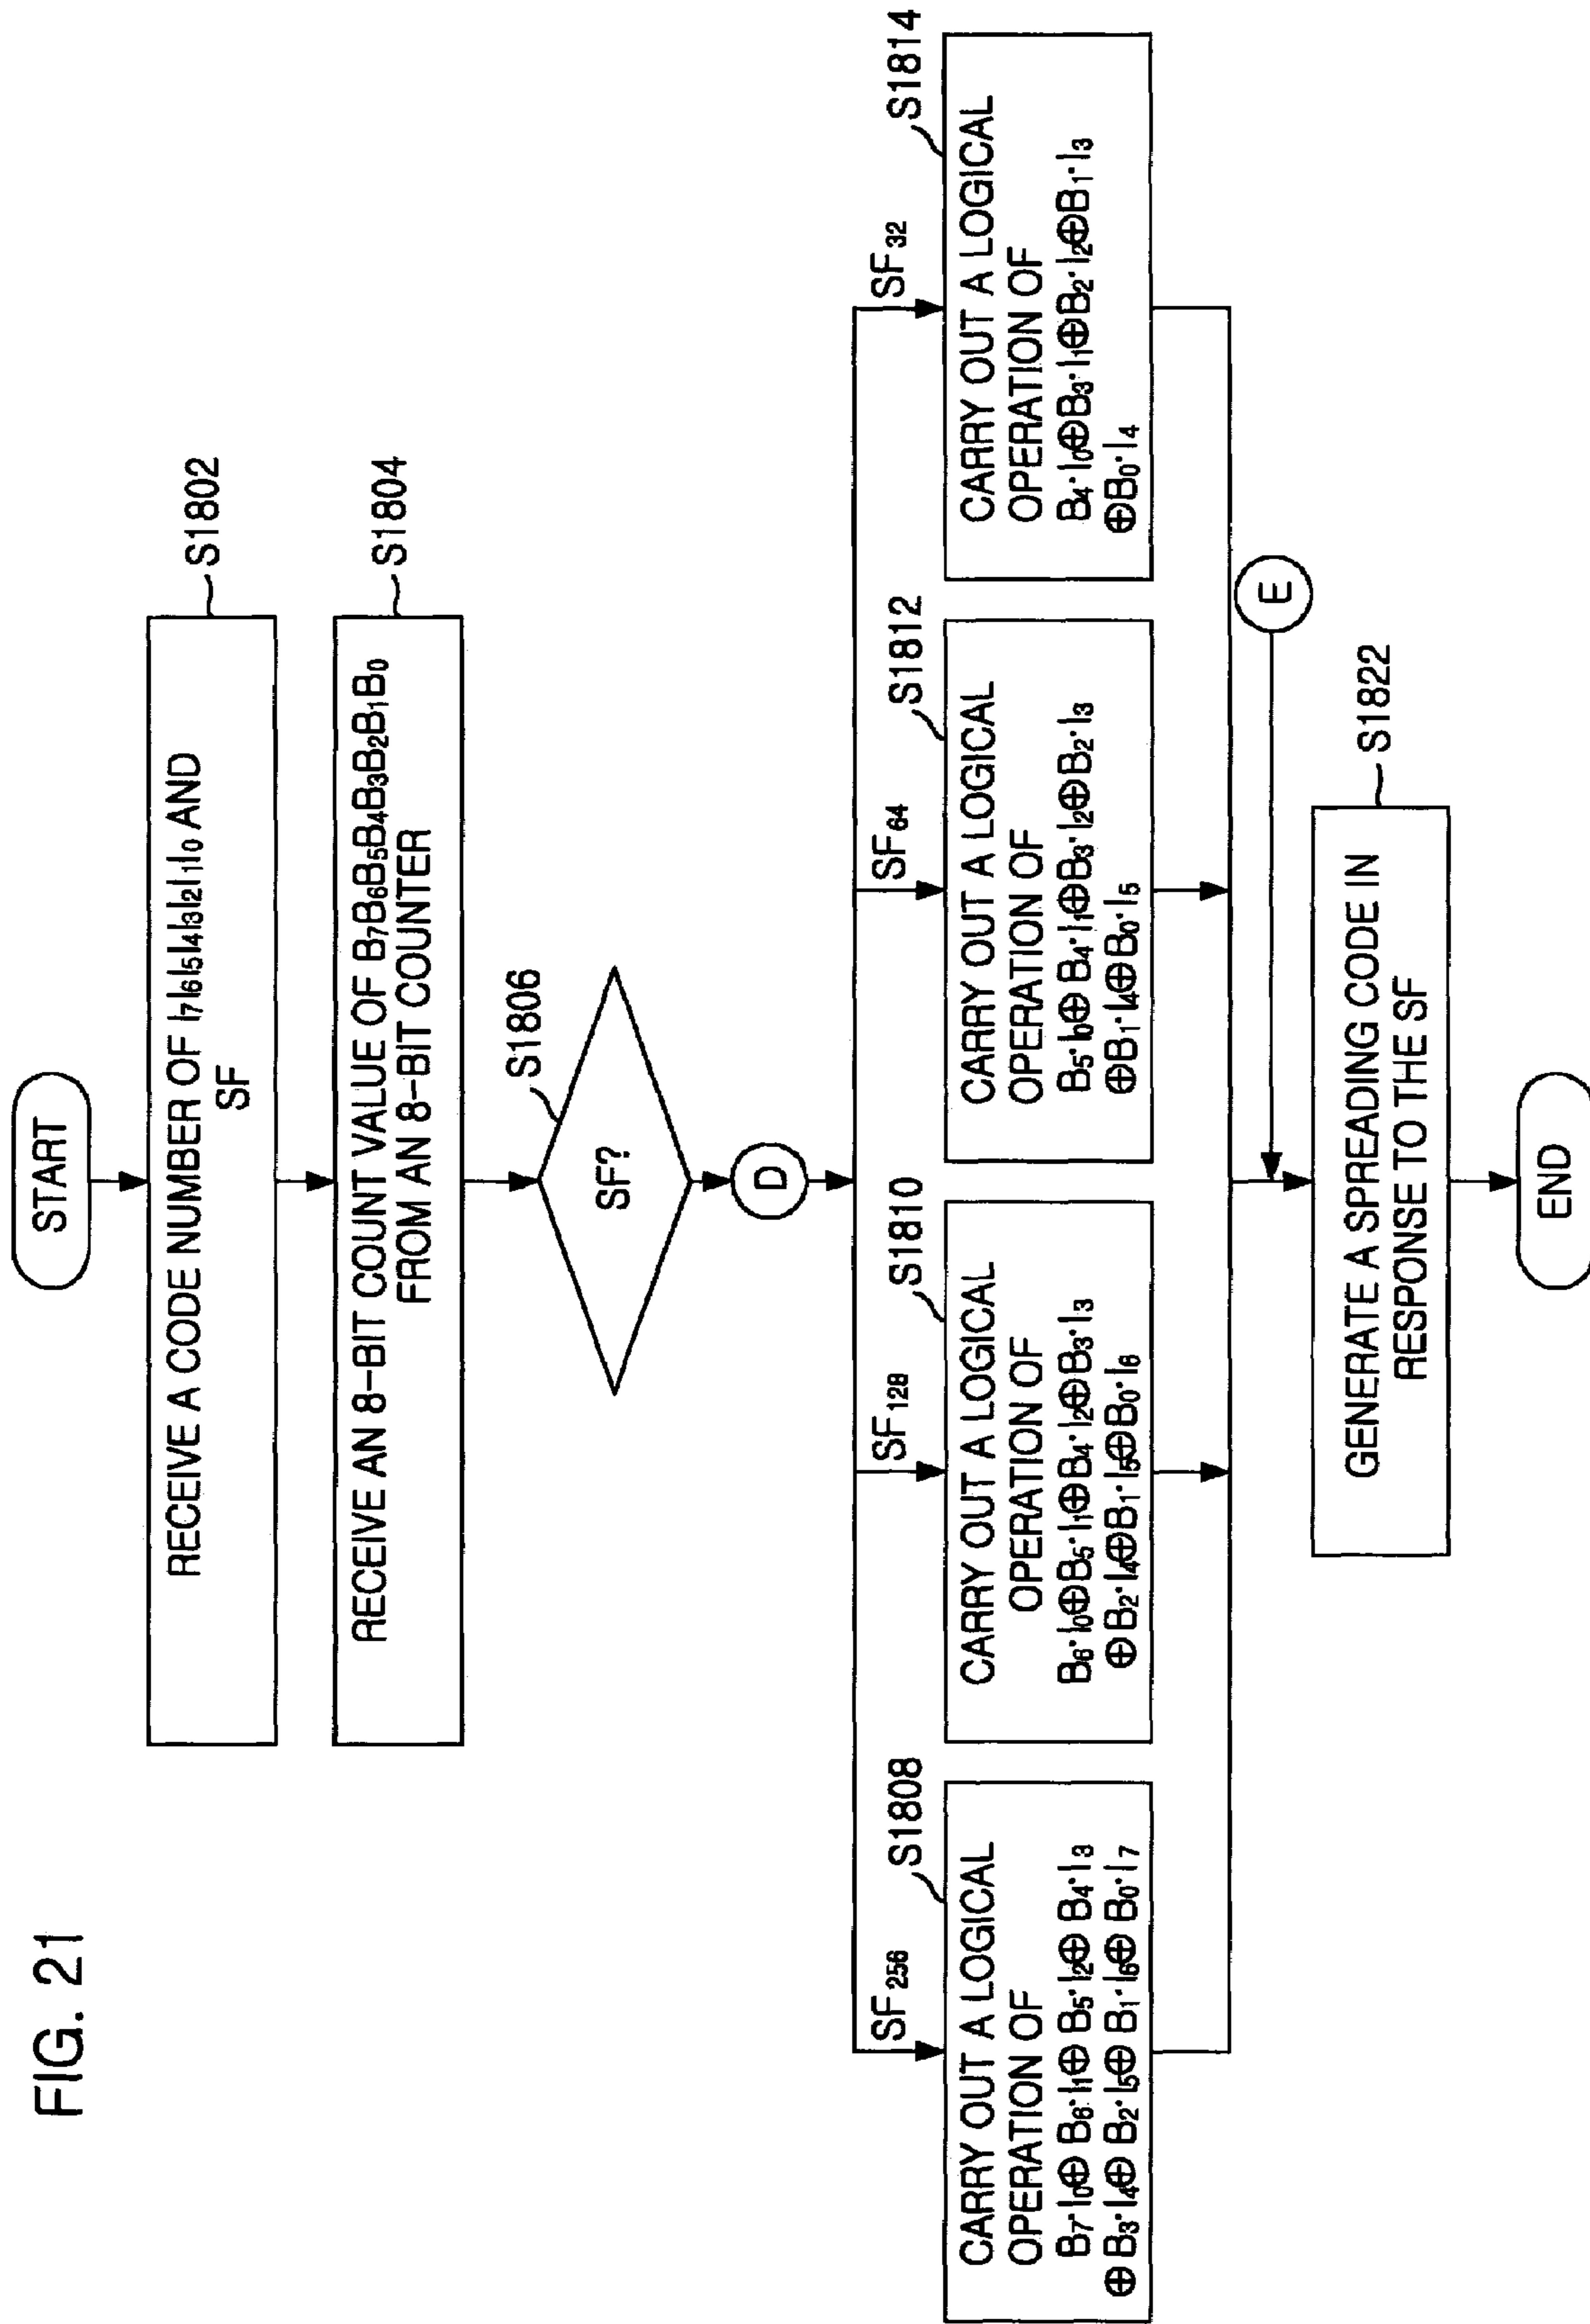 FIG. 21
START
RECEIVE A CODE NUMBER OF I₇I₆I₅I₄I₃I₂I₁I₀ AND
SF
S1802
RECEIVE AN 8-BIT COUNT VALUE OF B₇B₆B₅B₄B₃B₂B₁B₀
FROM AN 8-BIT COUNTER
S1804
SF?
S1806
D
SF₂₅₆
S1808
CARRY OUT A LOGICAL
OPERATION OF
B₇·I₀⊕B₆·I₁⊕B₅·I₂⊕B₄·I₃
⊕B₃·I₄⊕B₂·I₅⊕B₁·I₆⊕B₀·I₇
SF₁₂₈
S1810
CARRY OUT A LOGICAL
OPERATION OF
B₆·I₀⊕B₅·I₁⊕B₄·I₂⊕B₃·I₃
⊕B₂·I₄⊕B₁·I₅⊕B₀·I₆
SF₆₄
S1812
CARRY OUT A LOGICAL
OPERATION OF
B₅·I₀⊕B₄·I₁⊕B₃·I₂⊕B₂·I₃
⊕B₁·I₄⊕B₀·I₅
SF₃₂
S1814
CARRY OUT A LOGICAL
OPERATION OF
B₄·I₀⊕B₃·I₁⊕B₂·I₂⊕B₁·I₃
⊕B₀·I₄
E
GENERATE A SPREADING CODE IN
RESPONSE TO THE SF
S1822
END